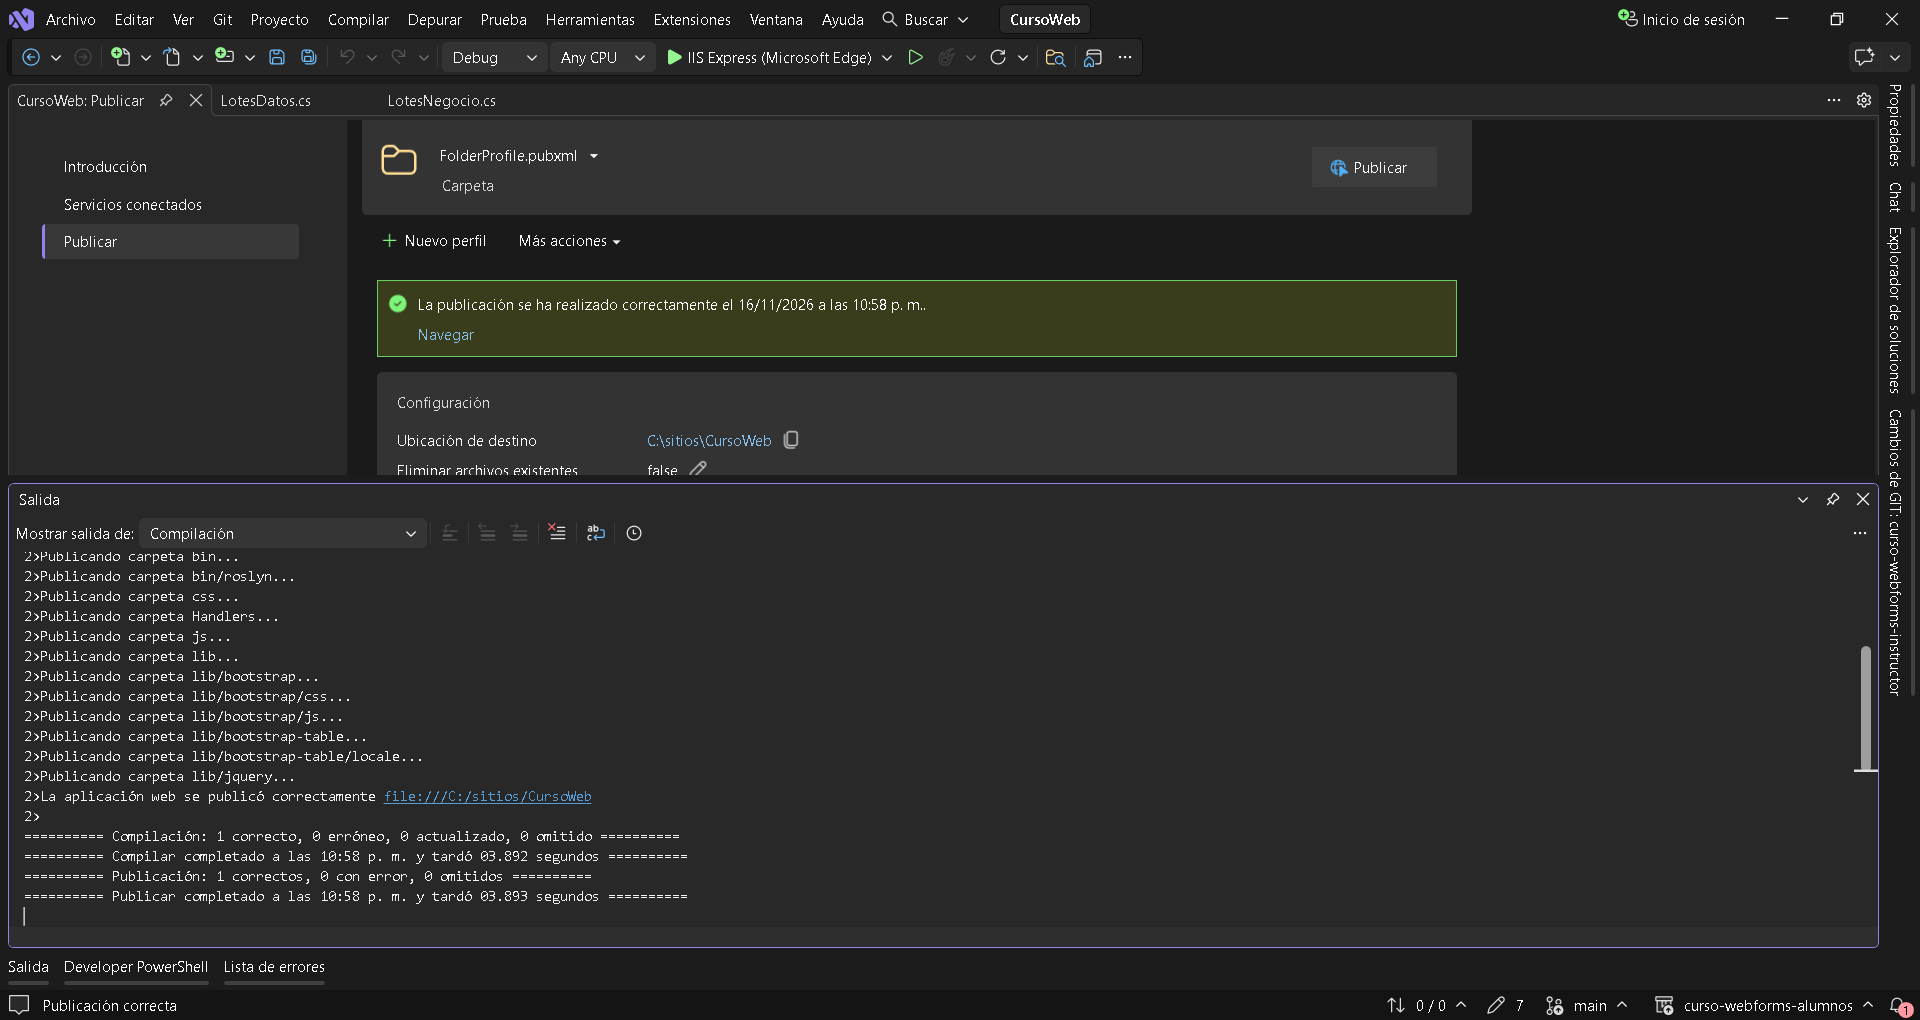 Archivo Editar Ver Git Proyecto Compilar Depurar Prueba Herramientas Extensiones Ventana Ayuda Buscar CursoWeb Inicio de sesión
Debug Any CPU IIS Express (Microsoft Edge)
CursoWeb: Publicar LotesDatos.cs LotesNegocio.cs
Introducción
Servicios conectados
Publicar
FolderProfile.pubxml
Carpeta
Publicar
Nuevo perfil Más acciones
La publicación se ha realizado correctamente el 16/11/2026 a las 10:58 p. m..
Navegar
Configuración
Ubicación de destino C:\sitios\CursoWeb
Eliminar archivos existentes false
Propiedades
Chat
Explorador de soluciones
Cambios de GIT: curso-webforms-instructor
Salida
Mostrar salida de: Compilación
2>Publicando carpeta bin...
2>Publicando carpeta bin/roslyn...
2>Publicando carpeta css...
2>Publicando carpeta Handlers...
2>Publicando carpeta js...
2>Publicando carpeta lib...
2>Publicando carpeta lib/bootstrap...
2>Publicando carpeta lib/bootstrap/css...
2>Publicando carpeta lib/bootstrap/js...
2>Publicando carpeta lib/bootstrap-table...
2>Publicando carpeta lib/bootstrap-table/locale...
2>Publicando carpeta lib/jquery...
2>La aplicación web se publicó correctamente file:///C:/sitios/CursoWeb
2>
========== Compilación: 1 correcto, 0 erróneo, 0 actualizado, 0 omitido ==========
========== Compilar completado a las 10:58 p. m. y tardó 03.892 segundos ==========
========== Publicación: 1 correctos, 0 con error, 0 omitidos ==========
========== Publicar completado a las 10:58 p. m. y tardó 03.893 segundos ==========
Salida Developer PowerShell Lista de errores
Publicación correcta 0 / 0 7 main curso-webforms-alumnos 1